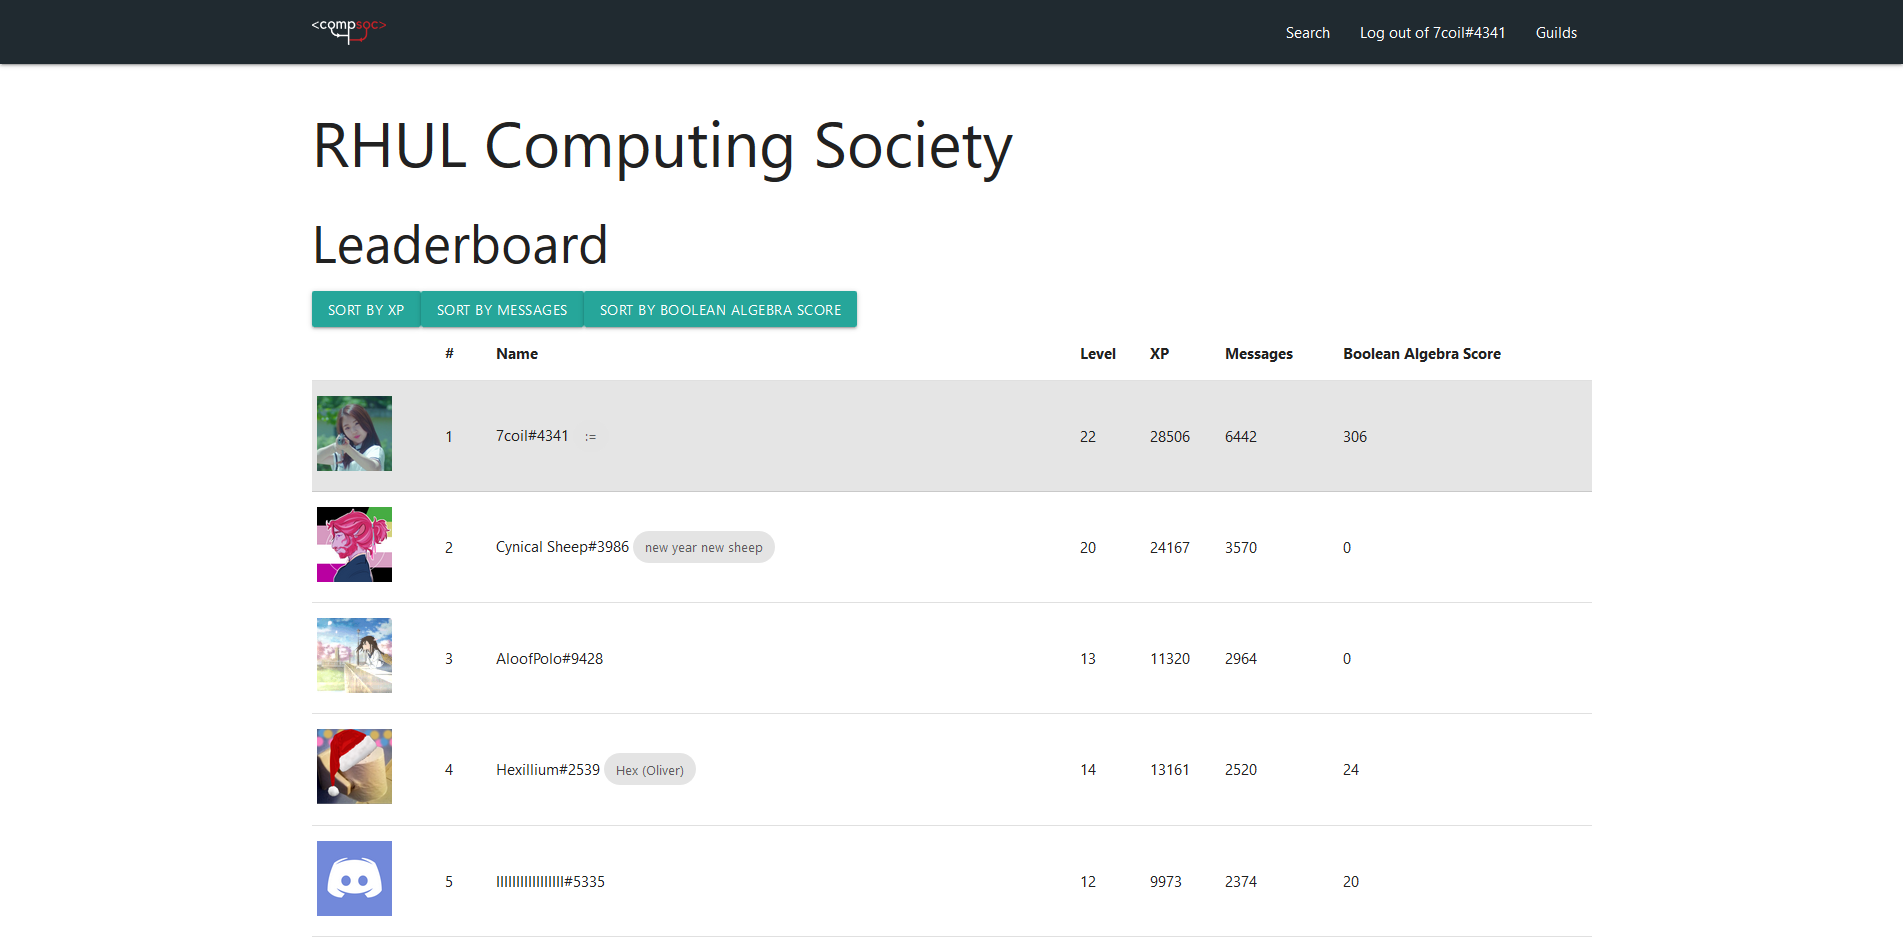 <compsoc>
Search Log out of 7coil#4341 Guilds
RHUL Computing Society
Leaderboard
SORT BY XP SORT BY MESSAGES SORT BY BOOLEAN ALGEBRA SCORE
# Name Level XP Messages Boolean Algebra Score
1 7coil#4341 := 22 28506 6442 306
2 Cynical Sheep#3986 new year new sheep 20 24167 3570 0
3 AloofPolo#9428 13 11320 2964 0
4 Hexillium#2539 Hex (Oliver) 14 13161 2520 24
5 #5335 12 9973 2374 20